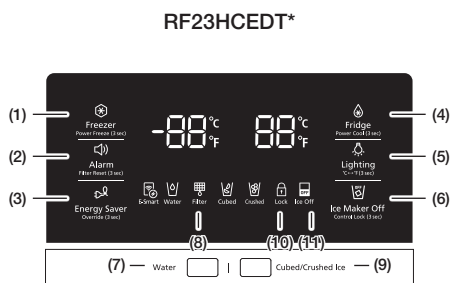 RF23HCEDT*
(1)
Freezer
Power Freeze (3 sec)
-88 °C
°F
88 °C
°F
Fridge
Power Cool (3 sec)
(4)
(2)
Alarm
Filter Reset (3 sec)
Lighting
°C↔°F (3 sec)
(5)
(3)
Energy Saver
Override (3 sec)
E-Smart Water Filter Cubed Crushed Lock Ice Off
OFF
OFF
Ice Maker Off
Control Lock (3 sec)
(6)
(8) (10) (11)
(7) Water Cubed/Crushed Ice (9)